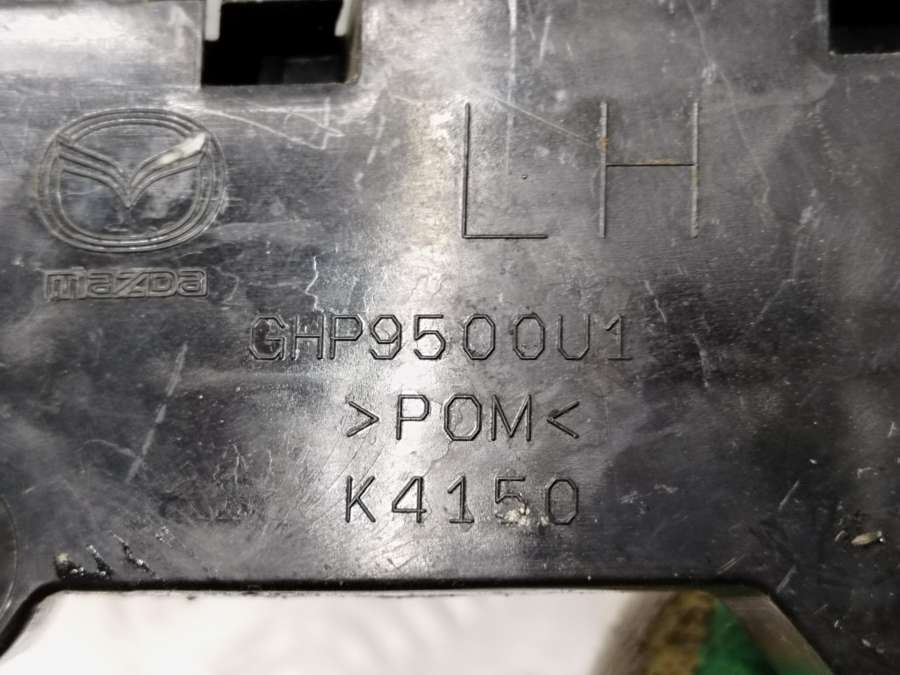 LH
mazda
GHP9500U1
>POM<
K4150